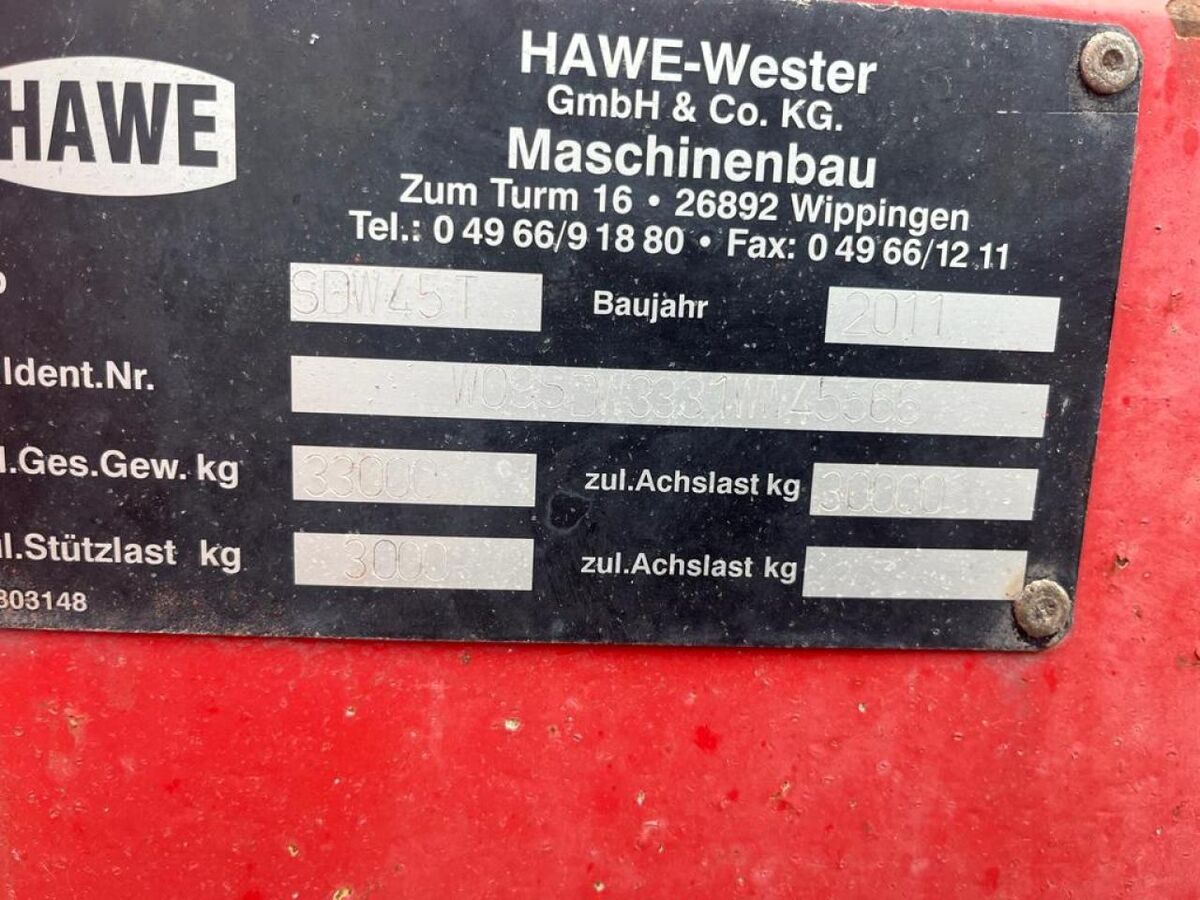 HAWE
HAWE-Wester
GmbH & Co. KG.
Maschinenbau
Zum Turm 16 • 26892 Wippingen
Tel.: 0 49 66/9 18 80 • Fax: 0 49 66/12 11
SDW45T Baujahr 2011
Ident.Nr. W09SDW3331WW45566
.Ges.Gew. kg 33000 zul.Achslast kg 30000
l.Stützlast kg 3000 zul.Achslast kg
303148